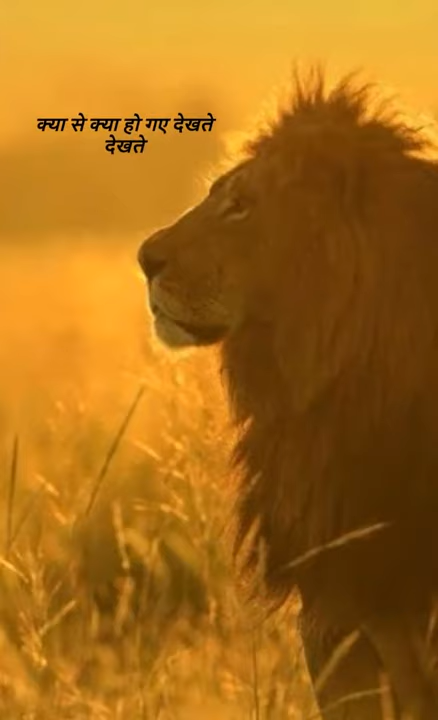 क्या से क्या हो गए देखते
देखते